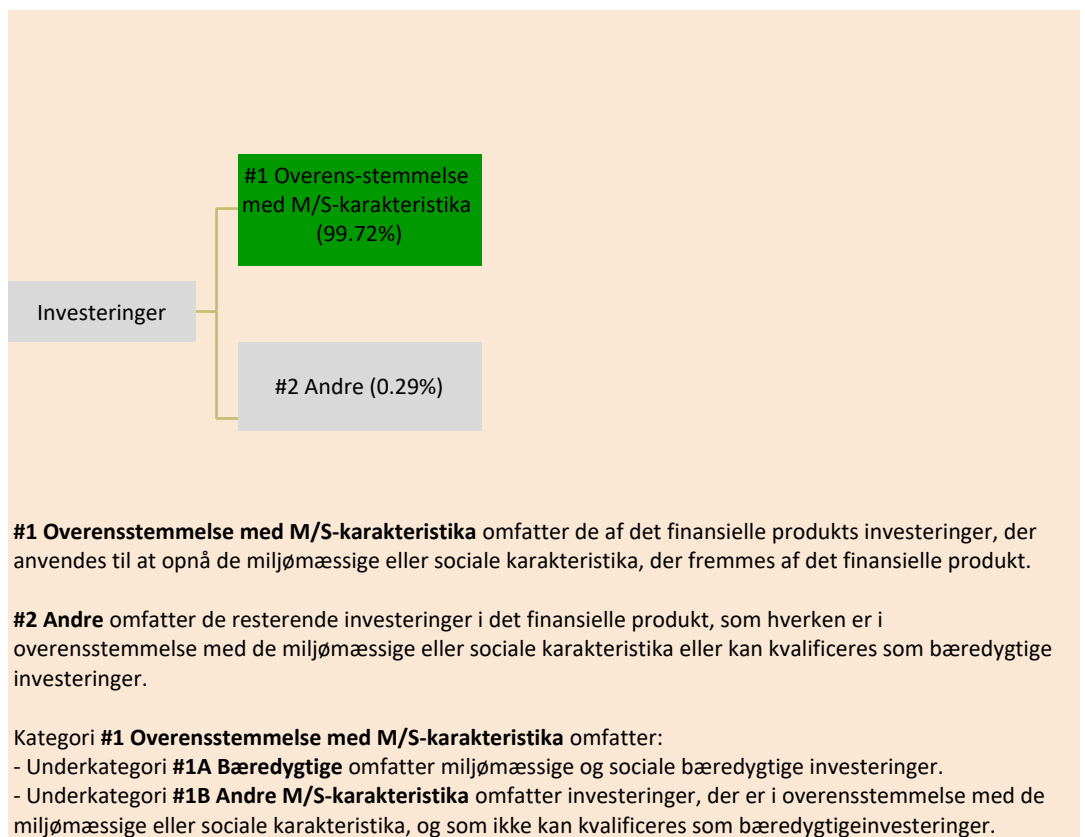 #1 Overens-stemmelse
med M/S-karakteristika
(99.72%)
Investeringer
#2 Andre (0.29%)
#1 Overensstemmelse med M/S-karakteristika omfatter de af det finansielle produkts investeringer, der
anvendes til at opnå de miljømæssige eller sociale karakteristika, der fremmes af det finansielle produkt.
#2 Andre omfatter de resterende investeringer i det finansielle produkt, som hverken er i
overensstemmelse med de miljømæssige eller sociale karakteristika eller kan kvalificeres som bæredygtige
investeringer.
Kategori #1 Overensstemmelse med M/S-karakteristika omfatter:
- Underkategori #1A Bæredygtige omfatter miljømæssige og sociale bæredygtige investeringer.
- Underkategori #1B Andre M/S-karakteristika omfatter investeringer, der er i overensstemmelse med de
miljømæssige eller sociale karakteristika, og som ikke kan kvalificeres som bæredygtigeinvesteringer.